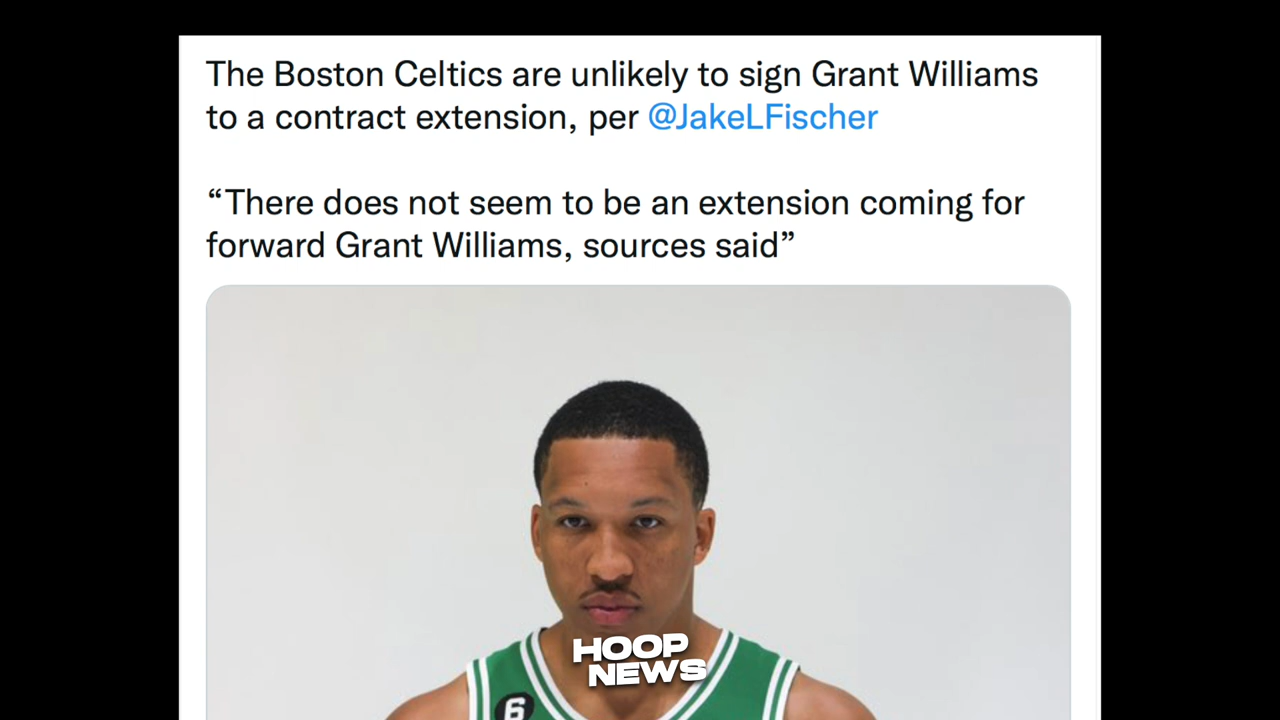 The Boston Celtics are unlikely to sign Grant Williams
to a contract extension, per @JakeLFischer
“There does not seem to be an extension coming for
forward Grant Williams, sources said”
HOOP
NEWS
6